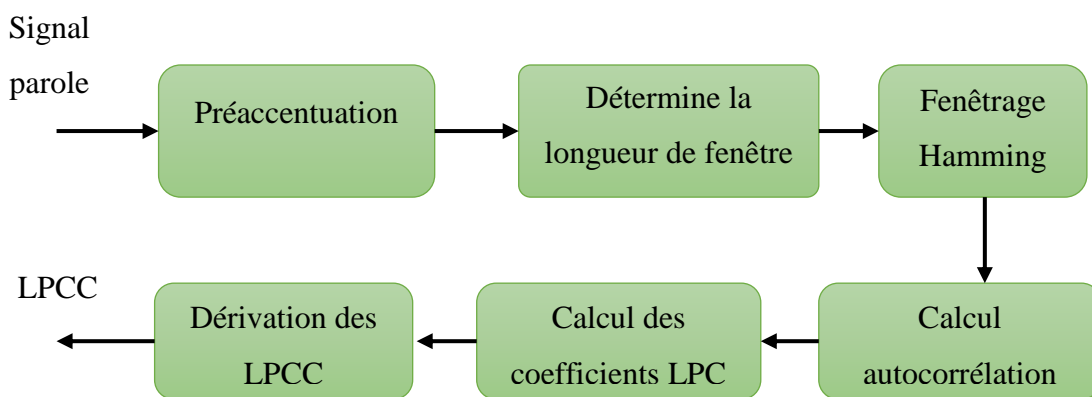 Signal
parole
Préaccentuation
Détermine la
longueur de fenêtre
Fenêtrage
Hamming
LPCC
Dérivation des
LPCC
Calcul des
coefficients LPC
Calcul
autocorrélation